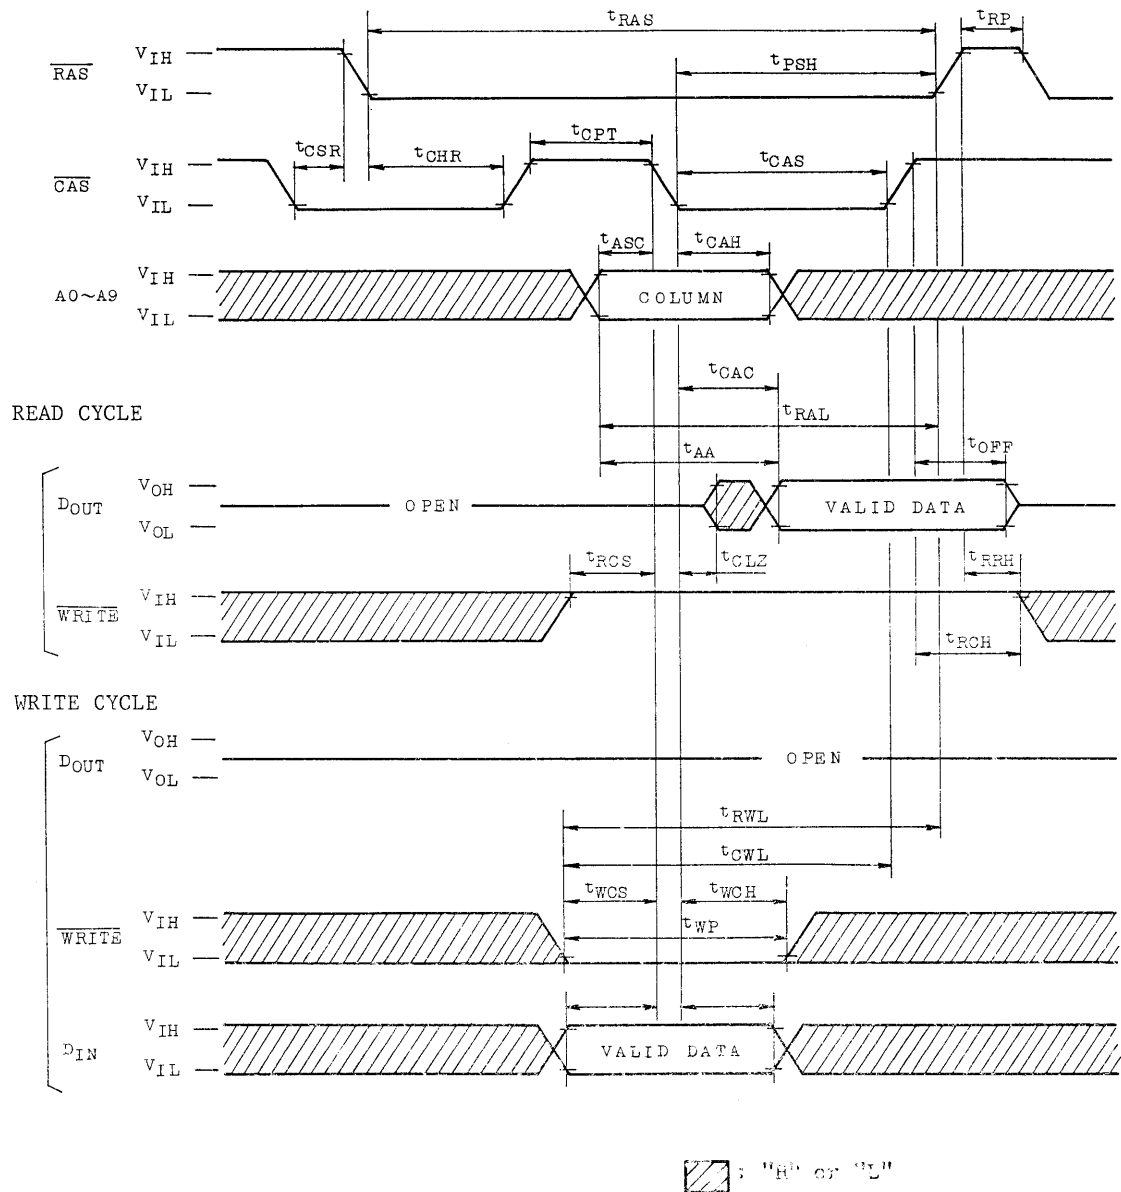 tRAS
tRP
RAS
VIH
VIL
tPSH
tCSR
tCHR
tCPT
tCAS
CAS
VIH
VIL
tASC
tCAH
A0~A9
VIH
VIL
COLUMN
tCAC
READ CYCLE
tRAL
tAA
tOFF
DOUT
VOH
VOL
OPEN
VALID DATA
tRCS
tCLZ
tRRH
WRITE
VIH
VIL
tRCH
WRITE CYCLE
DOUT
VOH
VOL
OPEN
tRWL
tCWL
tWCS
tWCH
tWP
WRITE
VIH
VIL
DIN
VIH
VIL
VALID DATA
: "H" or "L"